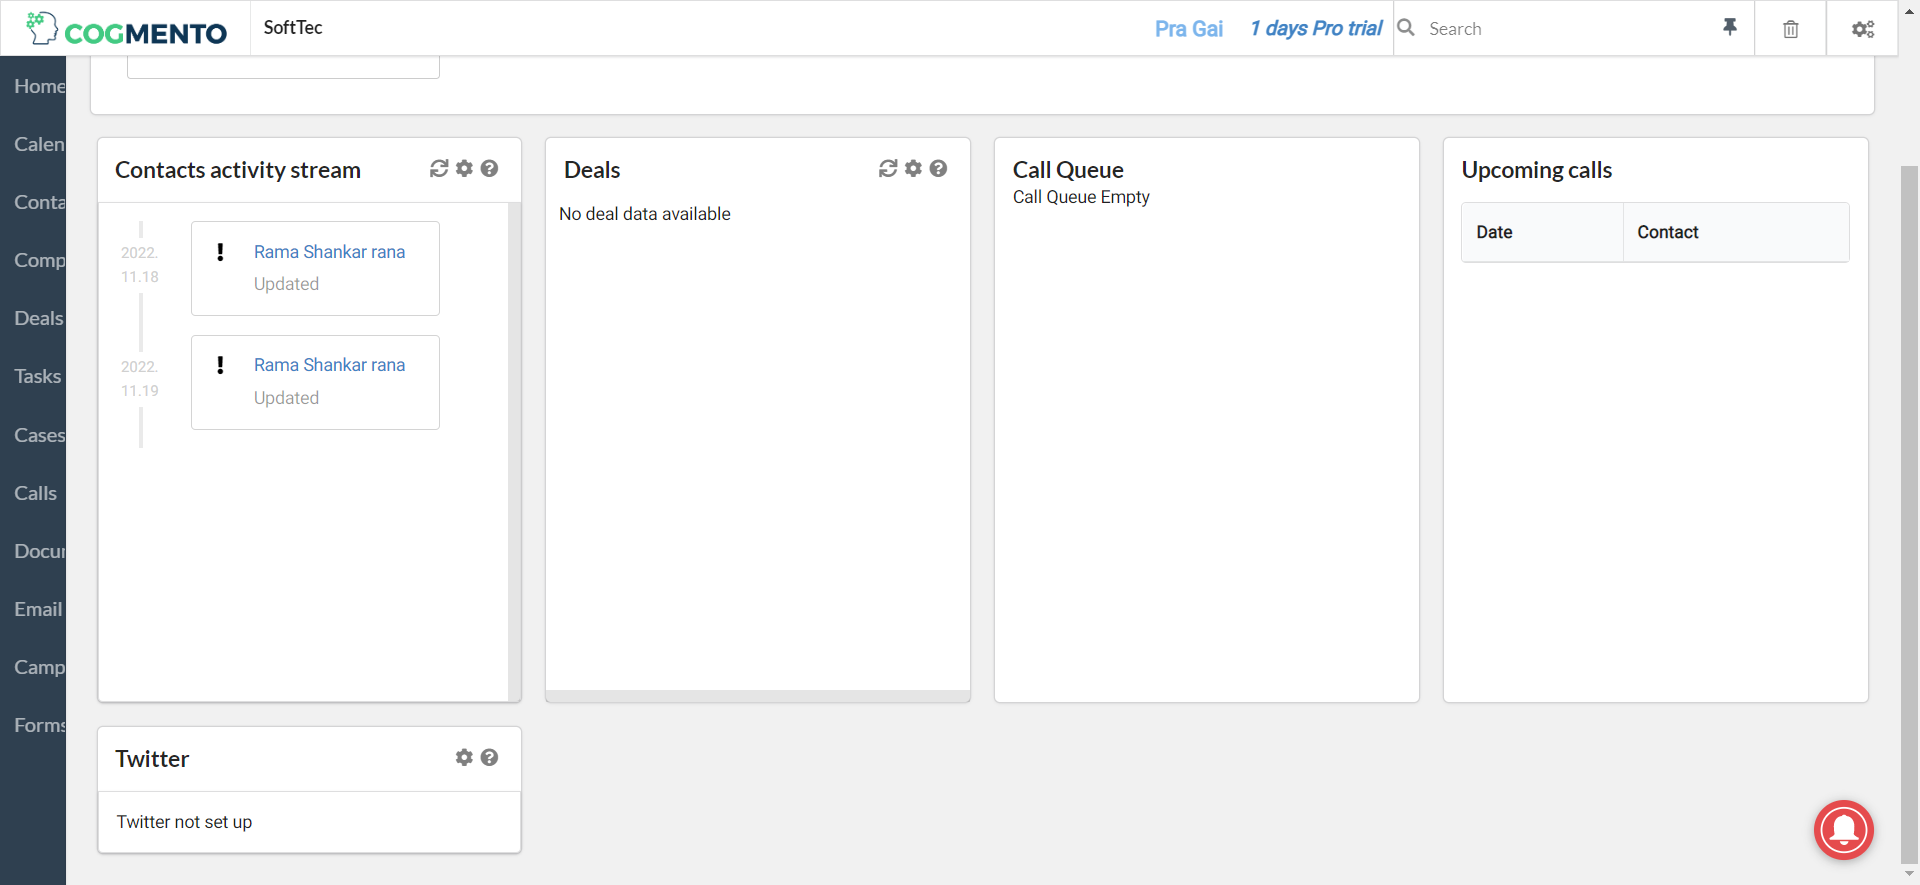 COGMENTO
SoftTec
Pra Gai
1 days Pro trial
Search
Home
Calen
Conta
Comp
Deals
Tasks
Cases
Calls
Docu
Email
Camp
Forms
Contacts activity stream
2022.
11.18
Rama Shankar rana
Updated
2022.
11.19
Rama Shankar rana
Updated
Deals
No deal data available
Call Queue
Call Queue Empty
Upcoming calls
Date
Contact
Twitter
Twitter not set up